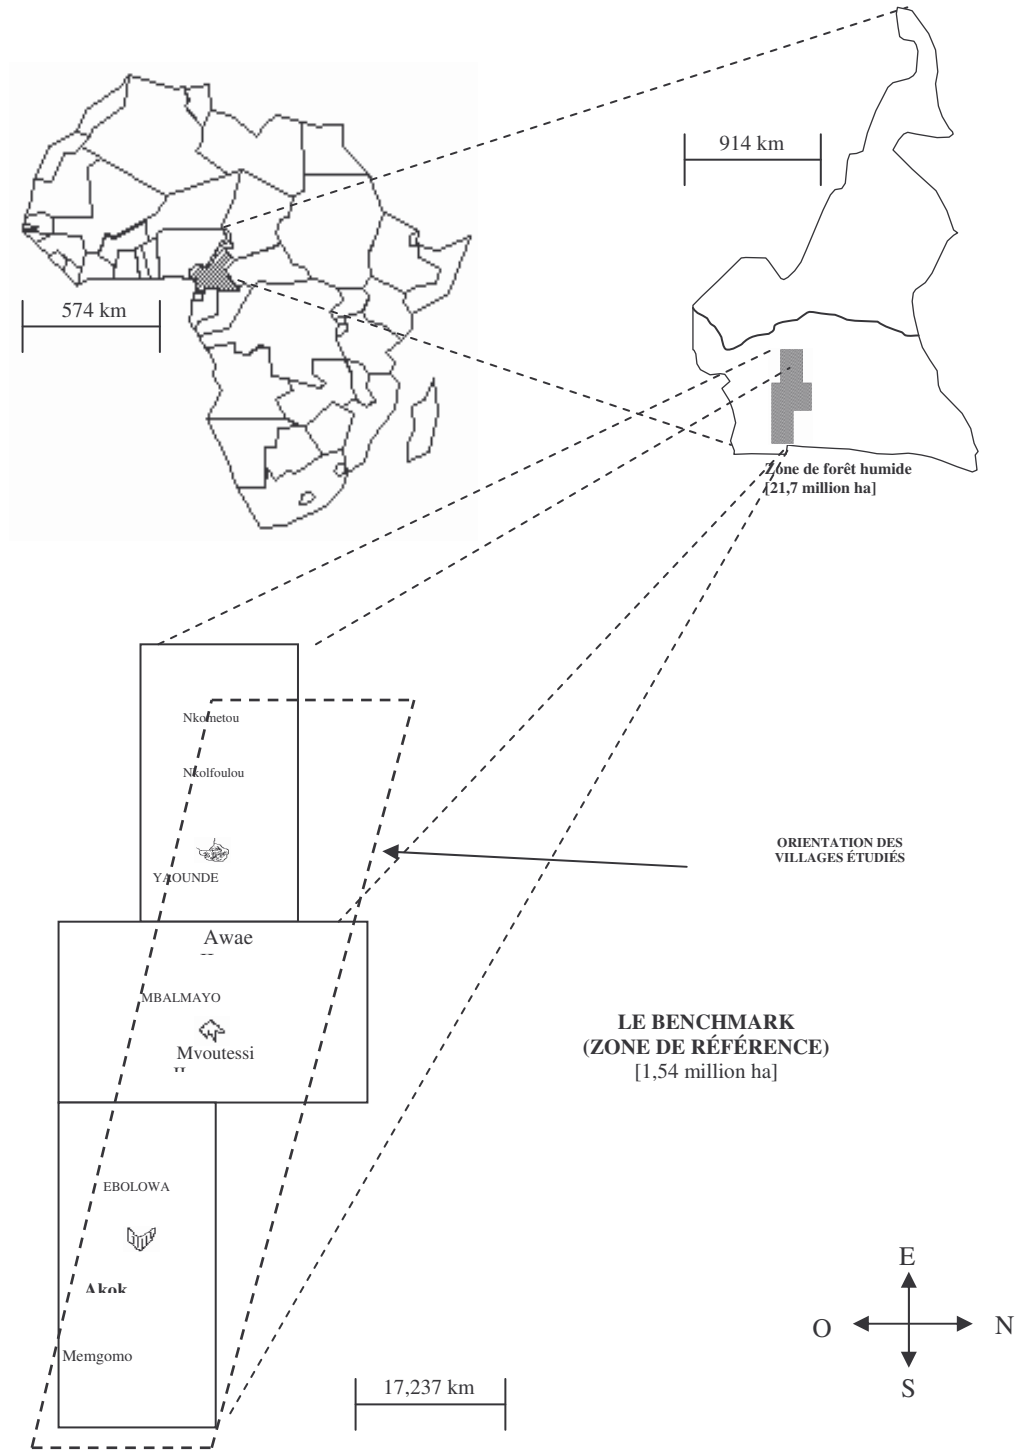 914 km
574 km
Zone de forêt humide
[21,7 million ha]
Nkometou
Nkolfoulou
YAOUNDE
ORIENTATION DES
VILLAGES ÉTUDIÉS
Awae
MBALMAYO
Mvoutessi
LE BENCHMARK
(ZONE DE RÉFÉRENCE)
[1,54 million ha]
EBOLOWA
Akok
Memgomo
17,237 km
E
O
N
S